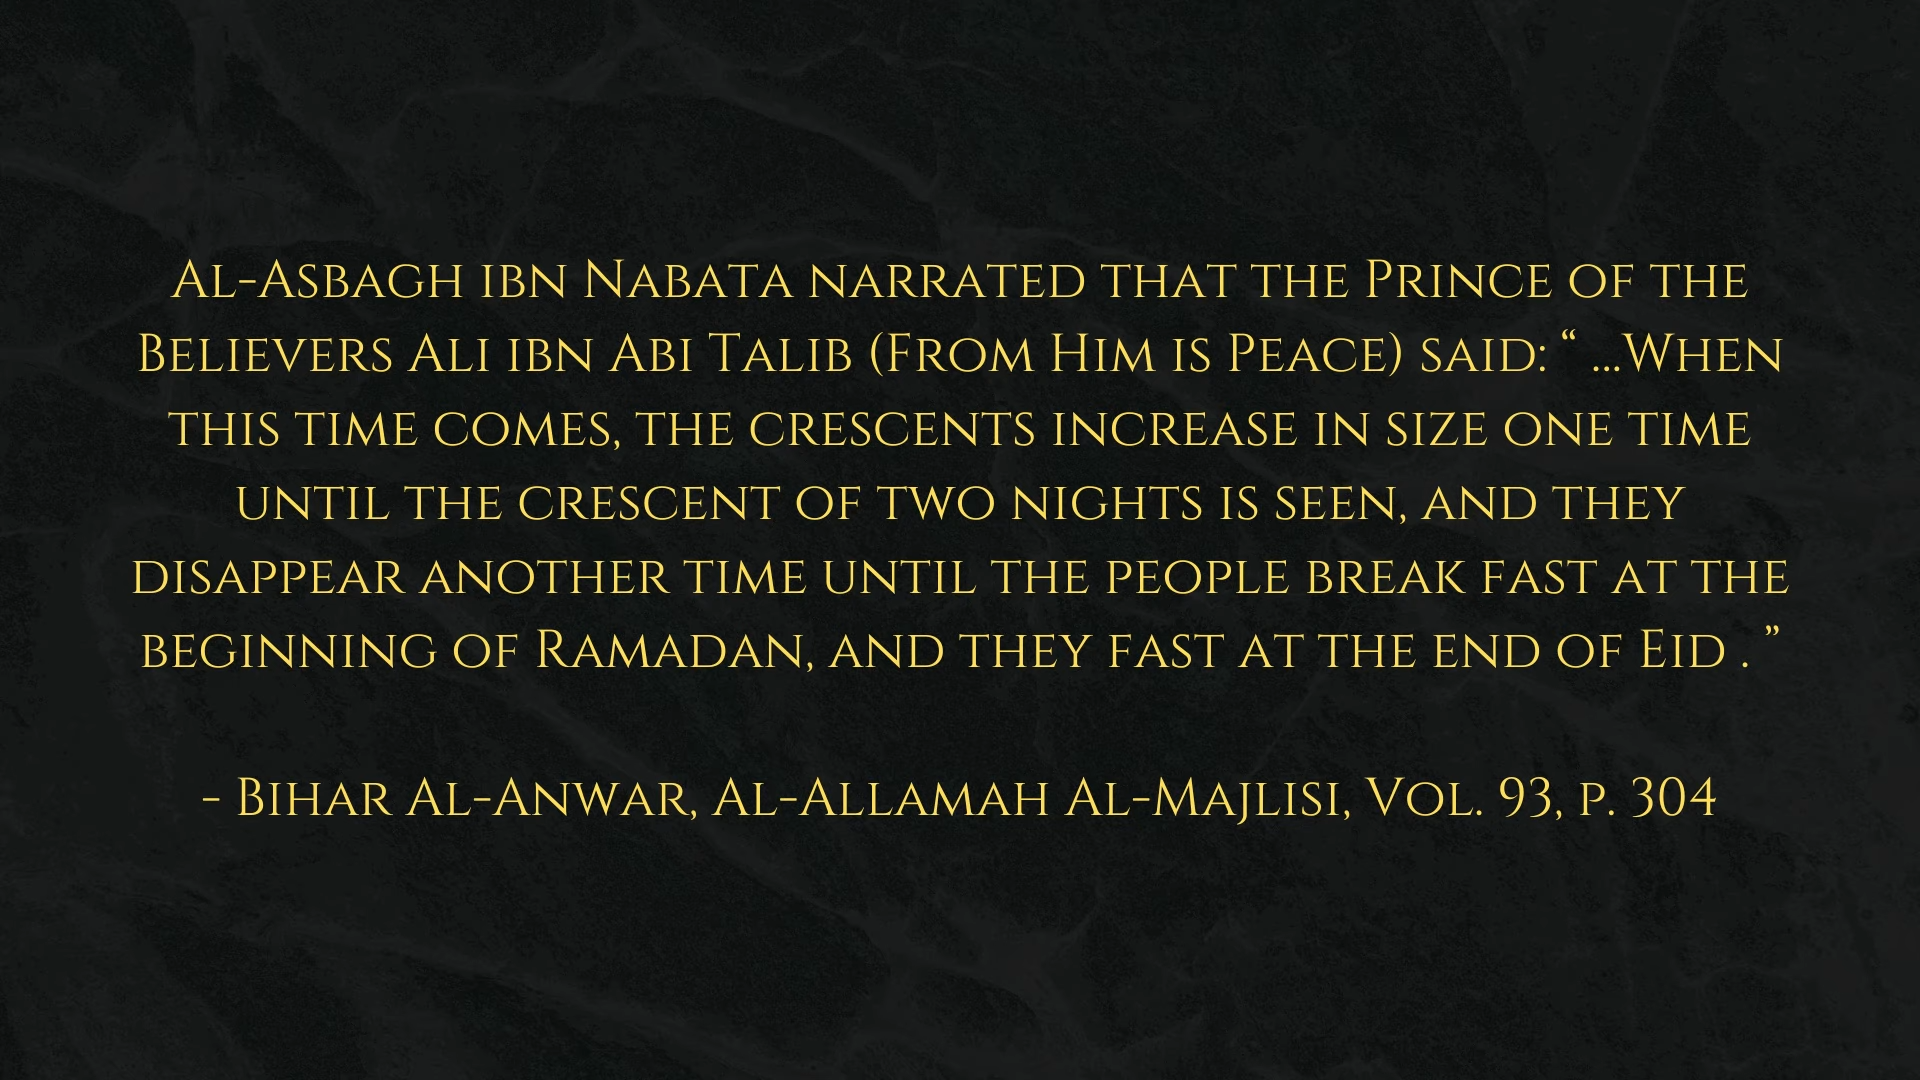 Al-Asbagh ibn Nabata narrated that the Prince of the
Believers Ali ibn Abi Talib (From Him is Peace) said: “ ...When
this time comes, the crescents increase in size one time
until the crescent of two nights is seen, and they
disappear another time until the people break fast at the
beginning of Ramadan, and they fast at the end of Eid . ”
- Bihar Al-Anwar, Al-Allamah Al-Majlisi, Vol. 93, p. 304